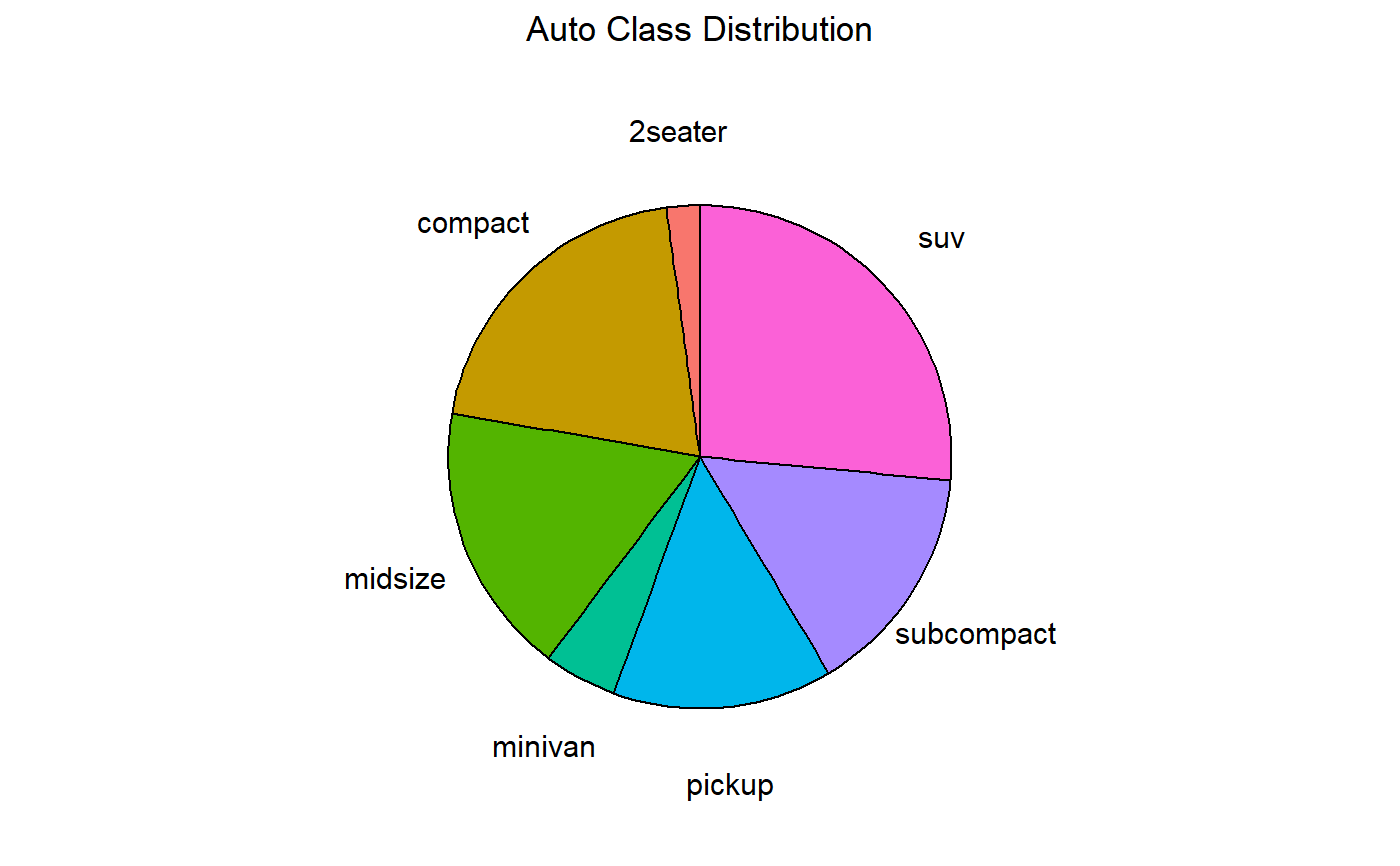 Auto Class Distribution
2seater
compact
suv
midsize
subcompact
minivan
pickup